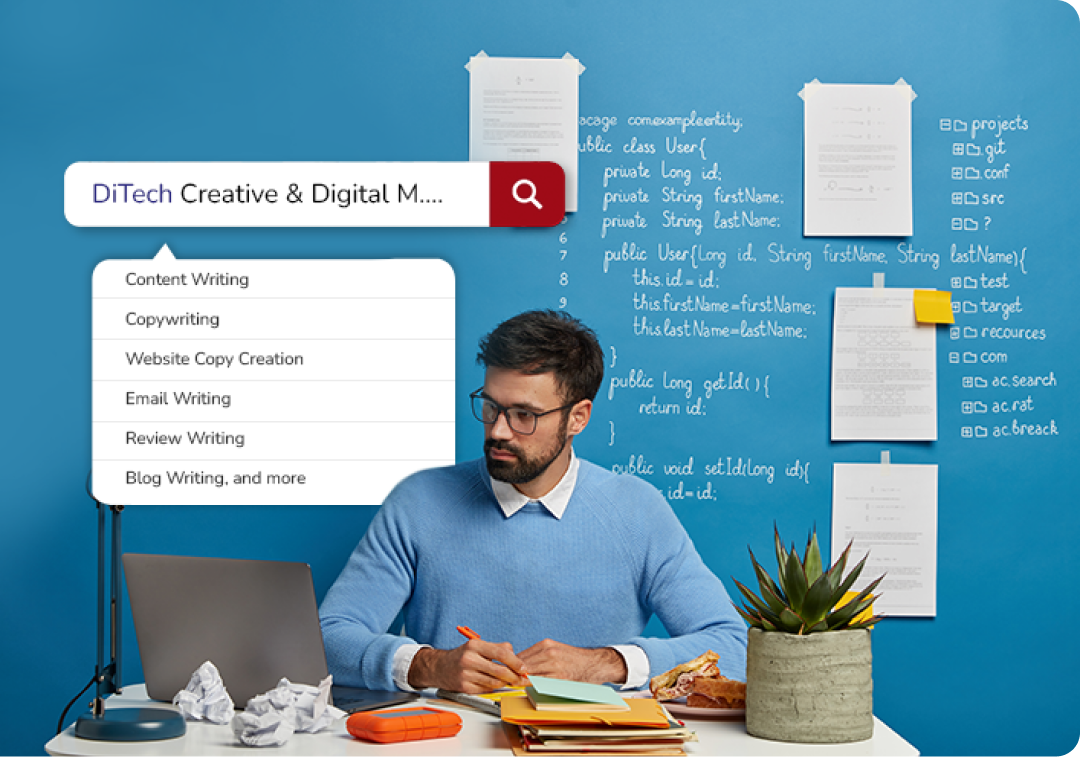 DiTech Creative & Digital M....
Content Writing
Copywriting
Website Copy Creation
Email Writing
Review Writing
Blog Writing, and more
acage com.example.entity;
ublic class User{
private Long id;
private String firstName;
private String lastName;
6
7 public User{Long id, String firstName, String lastName){
8 this.id = id;
9 this.firstName=firstName;
this.lastName=lastName;
}
public Long getId( ){
return id;
}
public void setId(Long id){
.id=id;
projects
.git
.conf
src
?
test
target
recources
com
ac.search
ac.rat
ac.breack